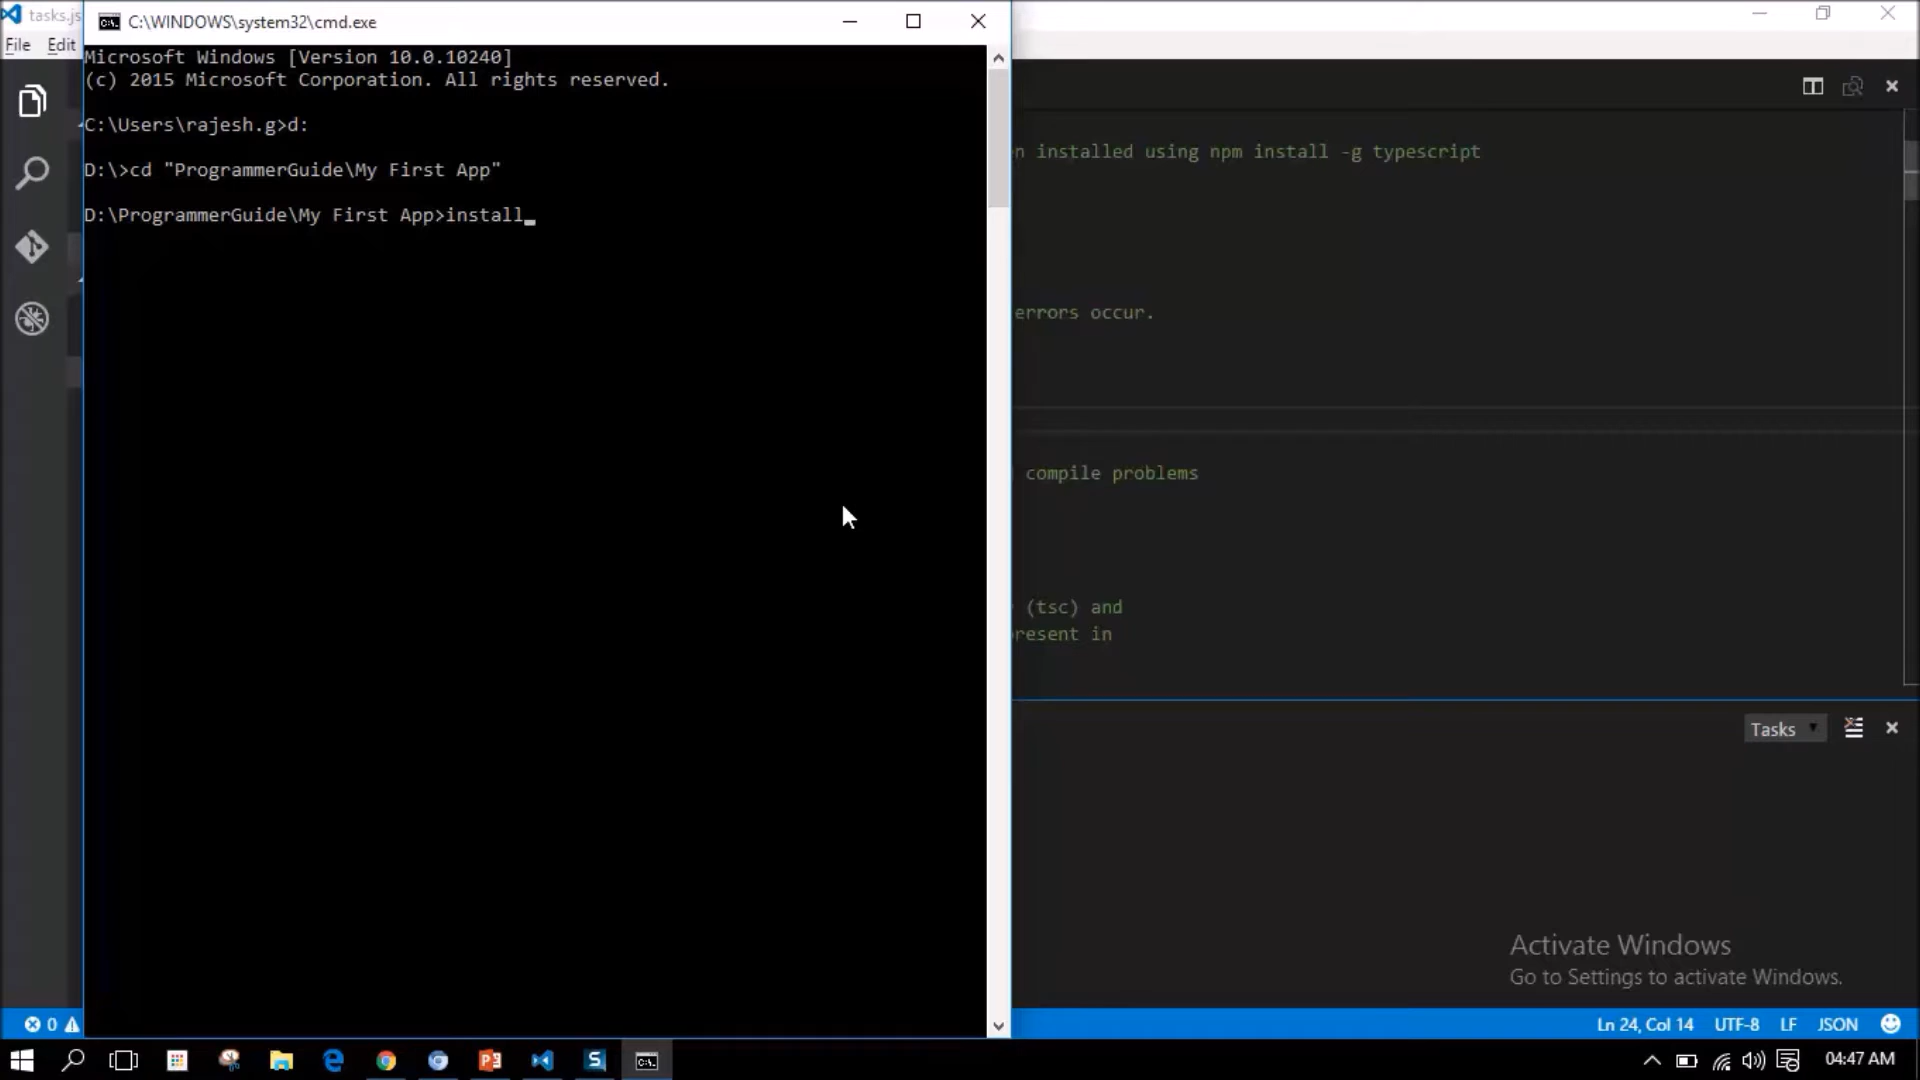 tasks.js
C:\WINDOWS\system32\cmd.exe
File Edit
Microsoft Windows [Version 10.0.10240]
(c) 2015 Microsoft Corporation. All rights reserved.
C:\Users\rajesh.g>d:
D:\>cd "ProgrammerGuide\My First App"
D:\ProgrammerGuide\My First App>install_
n installed using npm install -g typescript
errors occur.
compile problems
(tsc) and
present in
Tasks
Activate Windows
Go to Settings to activate Windows.
0
Ln 24, Col 14 UTF-8 LF JSON
04:47 AM